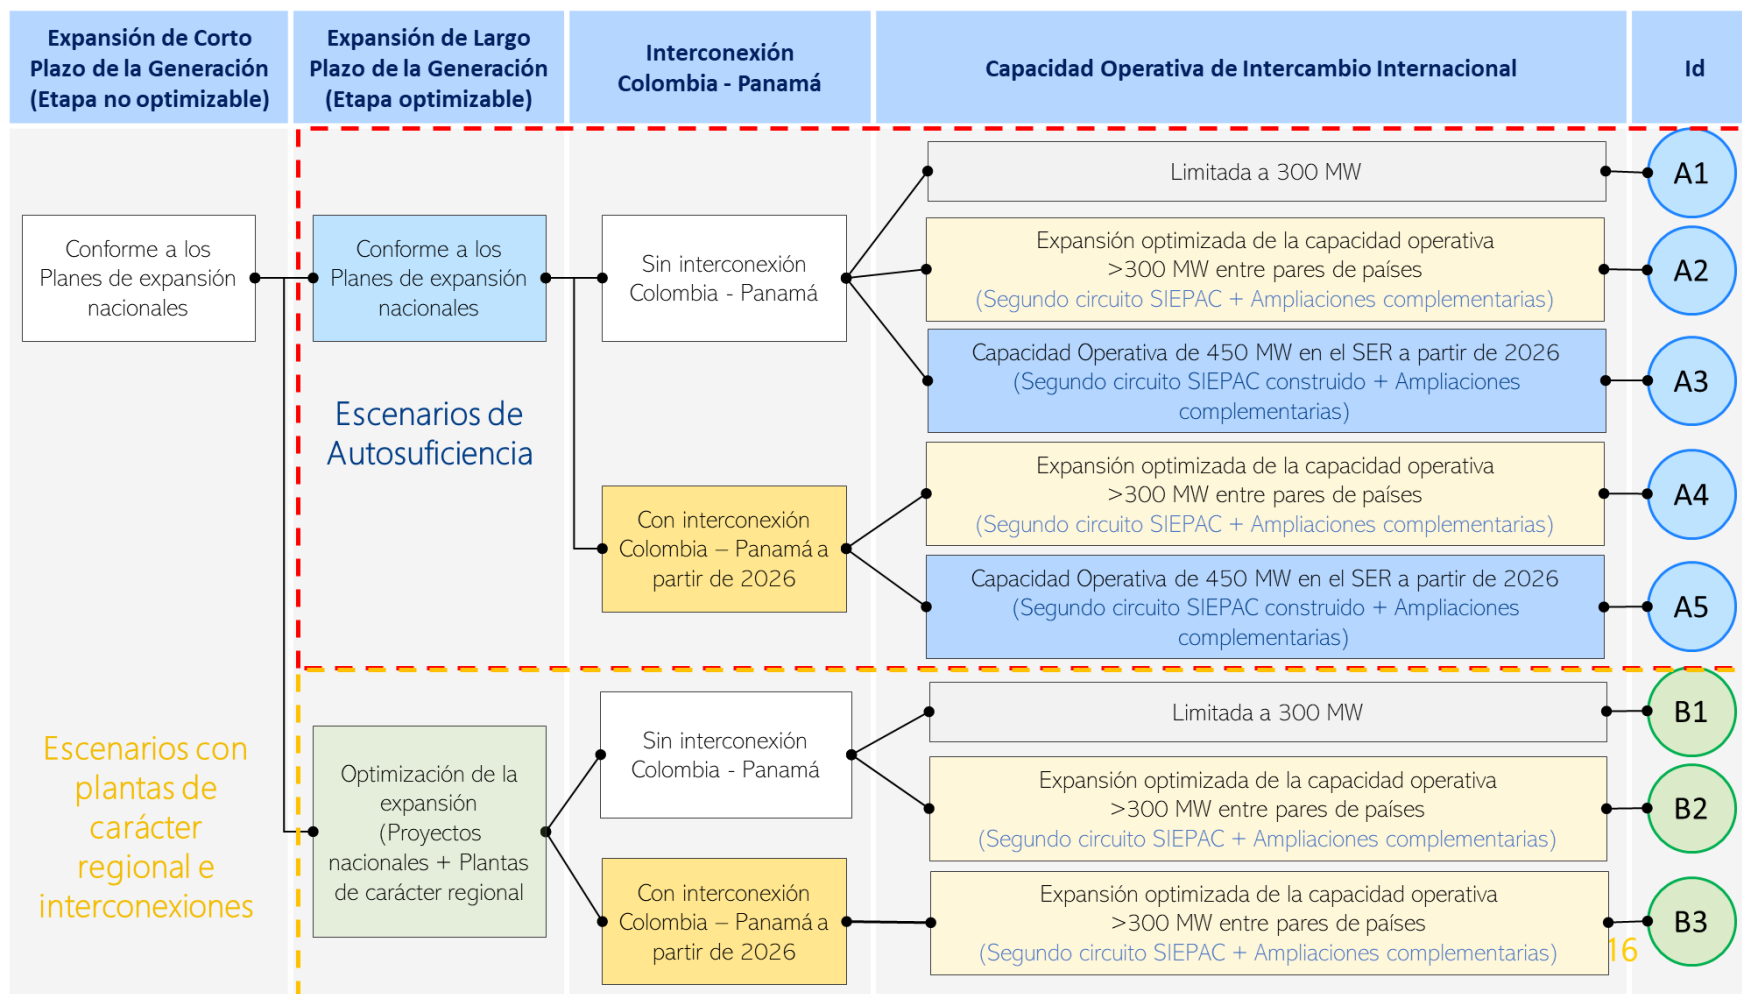 Expansión de Corto
Plazo de la Generación
(Etapa no optimizable)
Expansión de Largo
Plazo de la Generación
(Etapa optimizable)
Interconexión
Colombia - Panamá
Capacidad Operativa de Intercambio Internacional
Id
Conforme a los
Planes de expansión
nacionales
Conforme a los
Planes de expansión
nacionales
Escenarios de
Autosuficiencia
Sin interconexión
Colombia - Panamá
Limitada a 300 MW
A1
Expansión optimizada de la capacidad operativa
>300 MW entre pares de países
(Segundo circuito SIEPAC + Ampliaciones complementarias)
A2
Capacidad Operativa de 450 MW en el SER a partir de 2026
(Segundo circuito SIEPAC construido + Ampliaciones
complementarias)
A3
Con interconexión
Colombia – Panamá a
partir de 2026
Expansión optimizada de la capacidad operativa
>300 MW entre pares de países
(Segundo circuito SIEPAC + Ampliaciones complementarias)
A4
Capacidad Operativa de 450 MW en el SER a partir de 2026
(Segundo circuito SIEPAC construido + Ampliaciones
complementarias)
A5
Escenarios con
plantas de
carácter
regional e
interconexiones
Optimización de la
expansión
(Proyectos
nacionales + Plantas
de carácter regional
Sin interconexión
Colombia - Panamá
Limitada a 300 MW
B1
Expansión optimizada de la capacidad operativa
>300 MW entre pares de países
(Segundo circuito SIEPAC + Ampliaciones complementarias)
B2
Con interconexión
Colombia – Panamá a
partir de 2026
Expansión optimizada de la capacidad operativa
>300 MW entre pares de países
(Segundo circuito SIEPAC + Ampliaciones complementarias)
B3
16